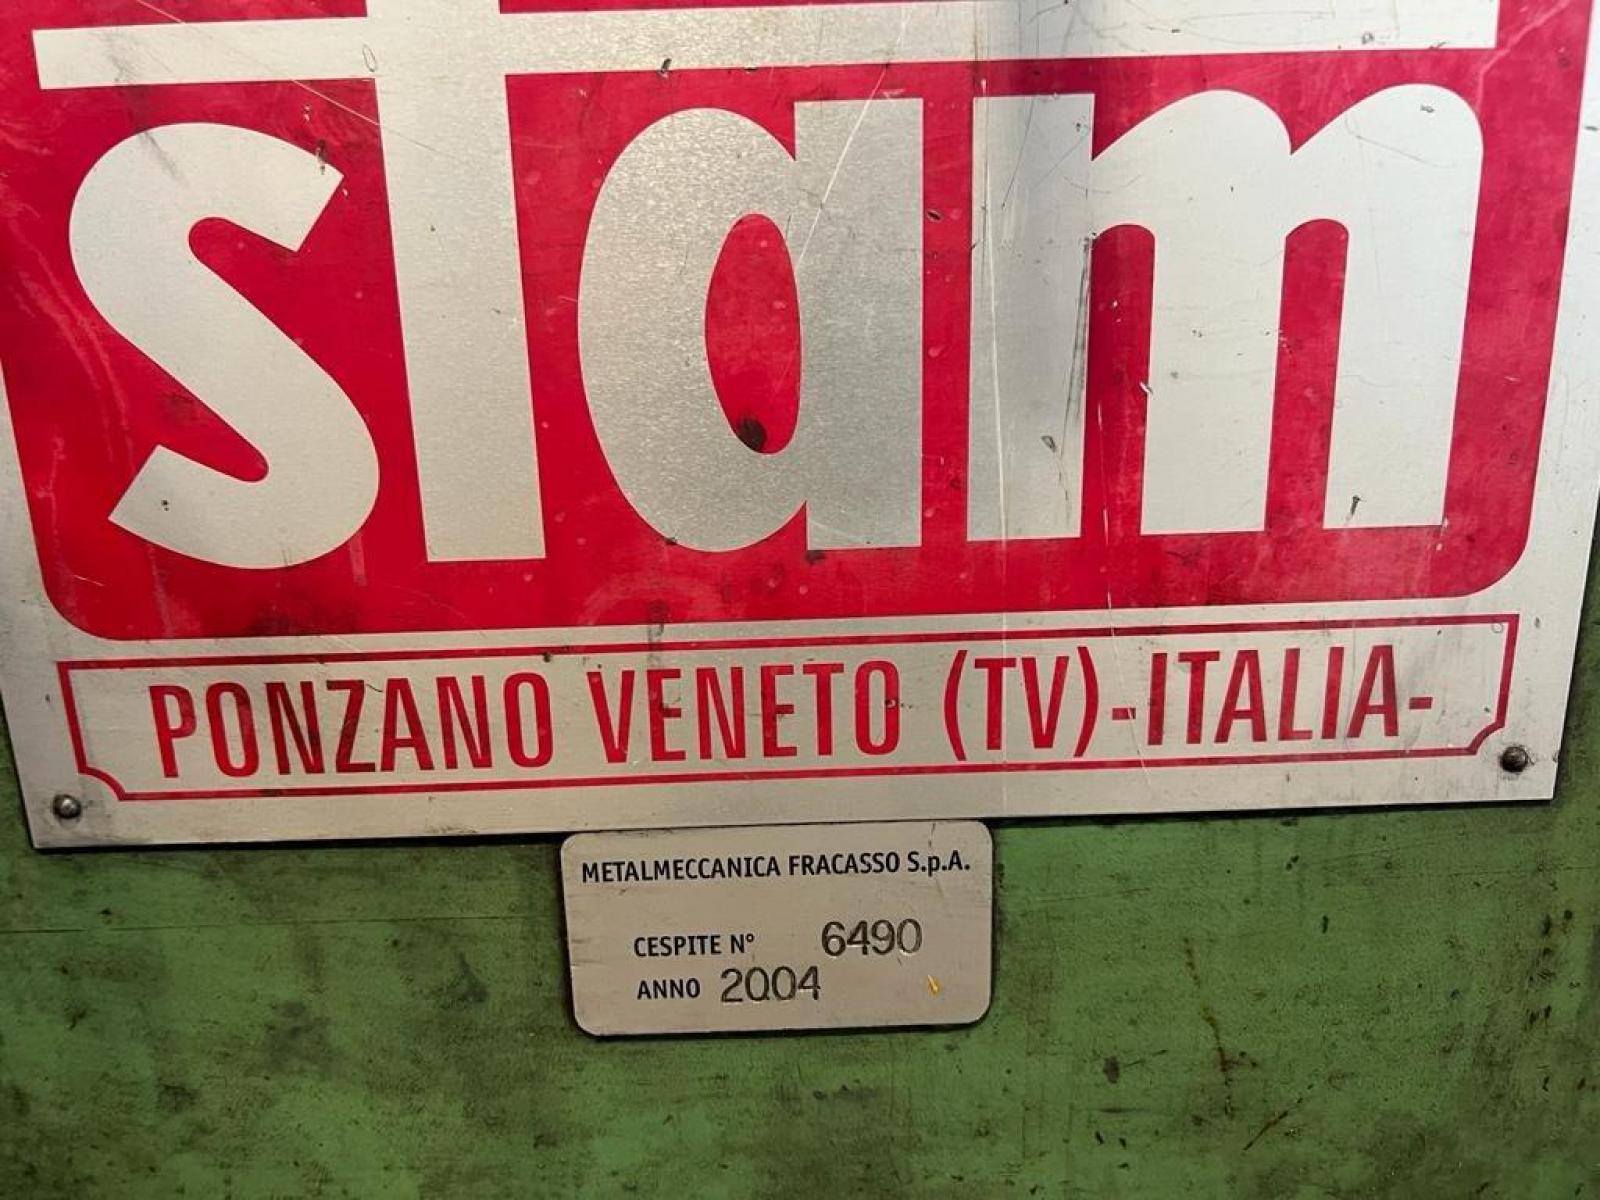 stam
PONZANO VENETO (TV)-ITALIA-
METALMECCANICA FRACASSO S.p.A.
CESPITE N° 6490
ANNO 2004